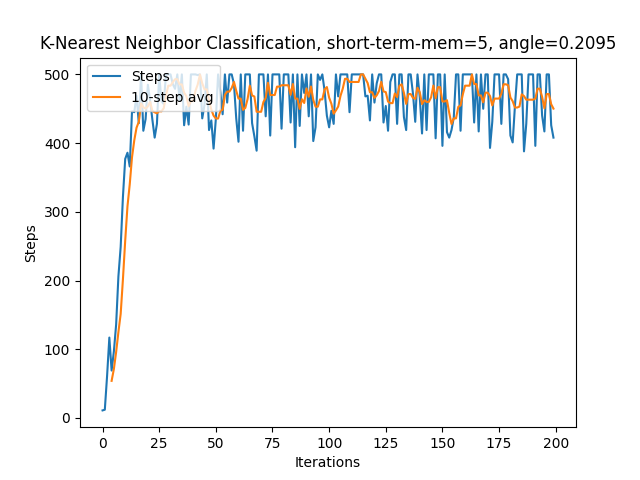 K-Nearest Neighbor Classification, short-term-mem=5, angle=0.2095
Steps
10-step avg
500
400
300
200
100
0
Steps
0 25 50 75 100 125 150 175 200
Iterations